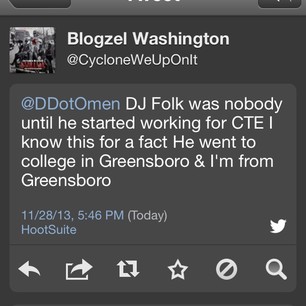 Blogzel Washington
@CycloneWeUpOnIt
@DDotOmen DJ Folk was nobody
until he started working for CTE I
know this for a fact He went to
college in Greensboro & I'm from
Greensboro
11/28/13, 5:46 PM (Today)
HootSuite